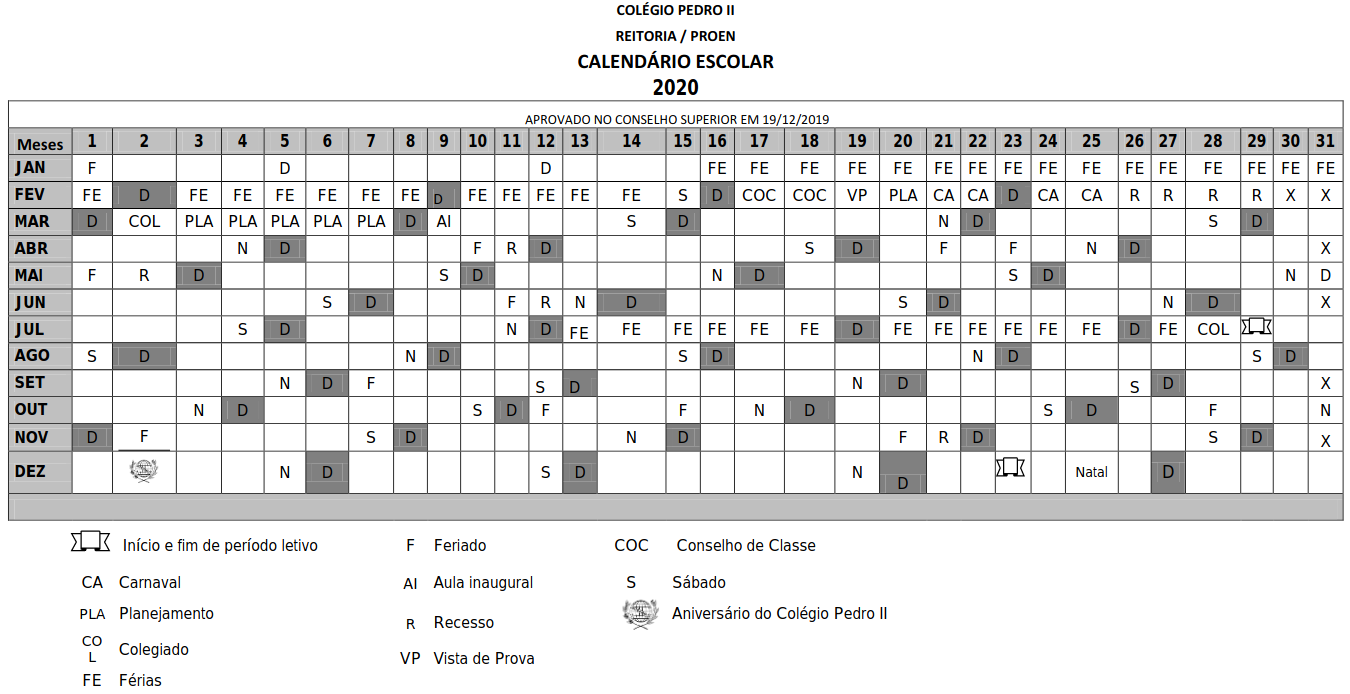 COLÉGIO PEDRO II
REITORIA / PROEN
CALENDÁRIO ESCOLAR
2020
APROVADO NO CONSELHO SUPERIOR EM 19/12/2019
Meses 1 2 3 4 5 6 7 8 9 10 11 12 13 14 15 16 17 18 19 20 21 22 23 24 25 26 27 28 29 30 31
JAN F D D FE FE FE FE FE FE FE FE FE FE FE FE FE FE FE FE
FEV FE D FE FE FE FE FE FE D FE FE FE FE FE S D COC COC VP PLA CA CA D CA CA R R R R X X
MAR D COL PLA PLA PLA PLA PLA D AI S D N D S D
ABR N D F R D S D F F N D X
MAI F R D S D N D S D N D
JUN S D F R N D S D N D X
JUL S D N D FE FE FE FE FE FE D FE FE FE FE FE FE D FE COL
AGO S D N D S D N D S D
SET N D F S D N D S D X
OUT N D S D F F N D S D F N
NOV D F S D N D F R D S D X
DEZ N D S D N D Natal D
Início e fim de período letivo F Feriado COC Conselho de Classe
CA Carnaval AI Aula inaugural S Sábado
PLA Planejamento R Recesso Aniversário do Colégio Pedro II
CO
L Colegiado VP Vista de Prova
FE Férias